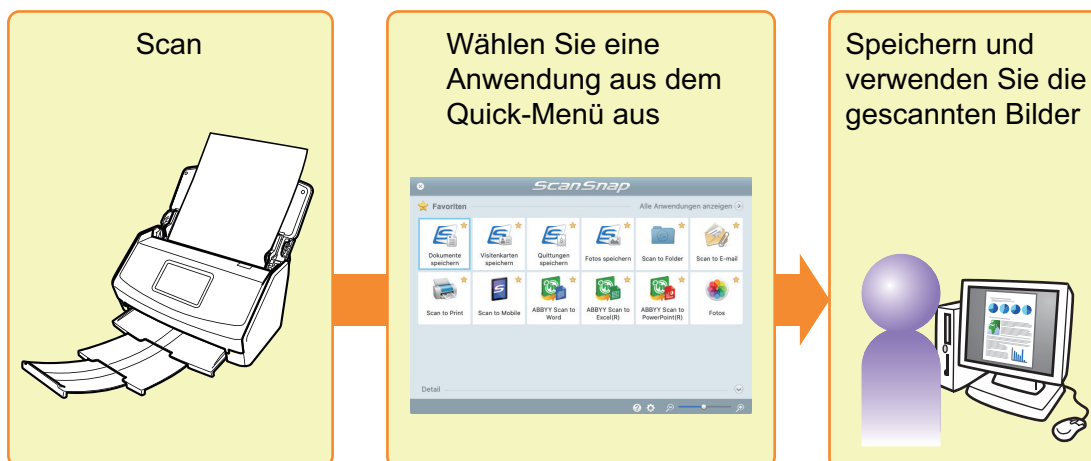 Scan
Wählen Sie eine
Anwendung aus dem
Quick-Menü aus
ScanSnap
Favoriten
Alle Anwendungen anzeigen
Dokumente
speichern
Visitenkarten
speichern
Quittungen
speichern
Fotos speichern
Scan to Folder
Scan to E-mail
Scan to Print
Scan to Mobile
ABBYY Scan to
Word
ABBYY Scan to
Excel(R)
ABBYY Scan to
PowerPoint(R)
Fotos
Detail
Speichern und
verwenden Sie die
gescannten Bilder